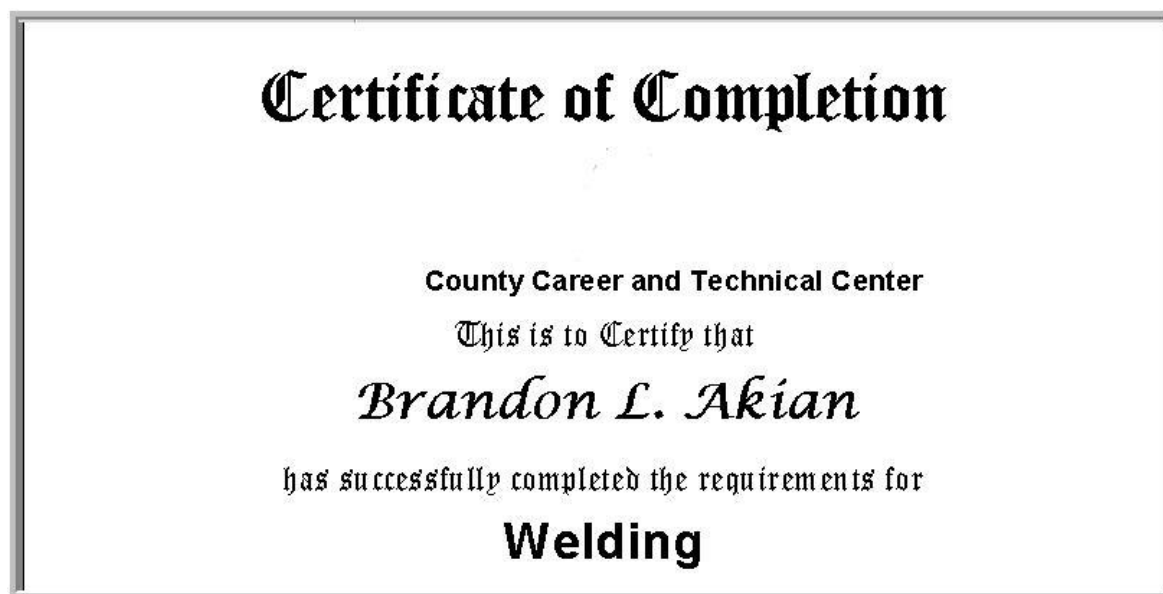 Certificate of Completion
County Career and Technical Center
This is to Certify that
Brandon L. Akian
has successfully completed the requirements for
Welding